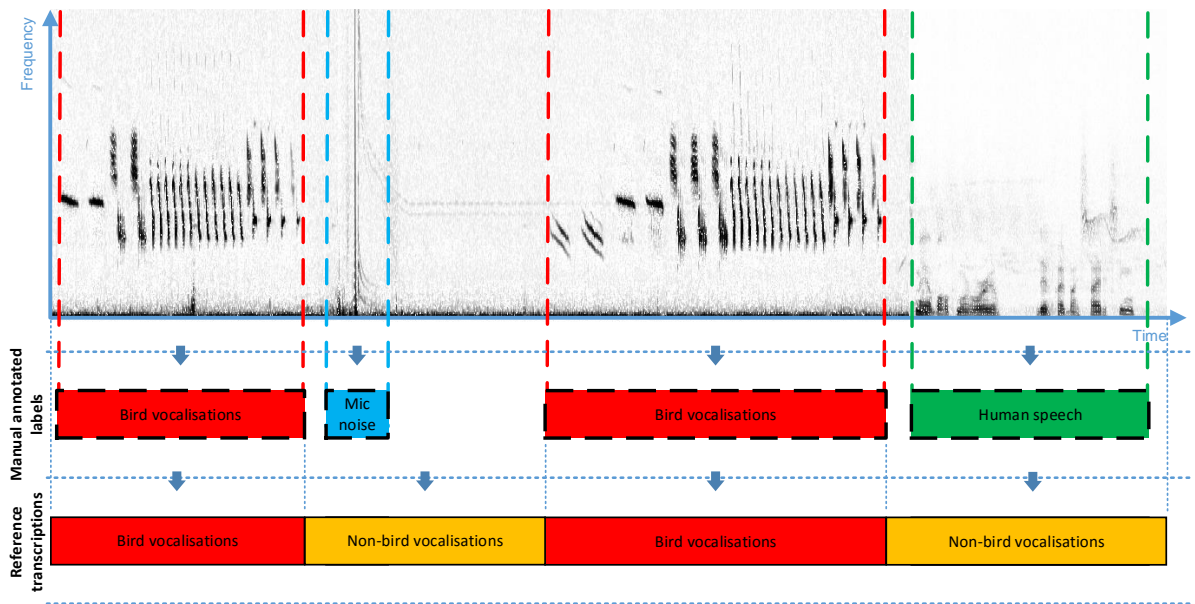 Frequency
Time
Manual annotated
labels
Bird vocalisations
Mic
noise
Bird vocalisations
Human speech
Reference
transcriptions
Bird vocalisations
Non-bird vocalisations
Bird vocalisations
Non-bird vocalisations